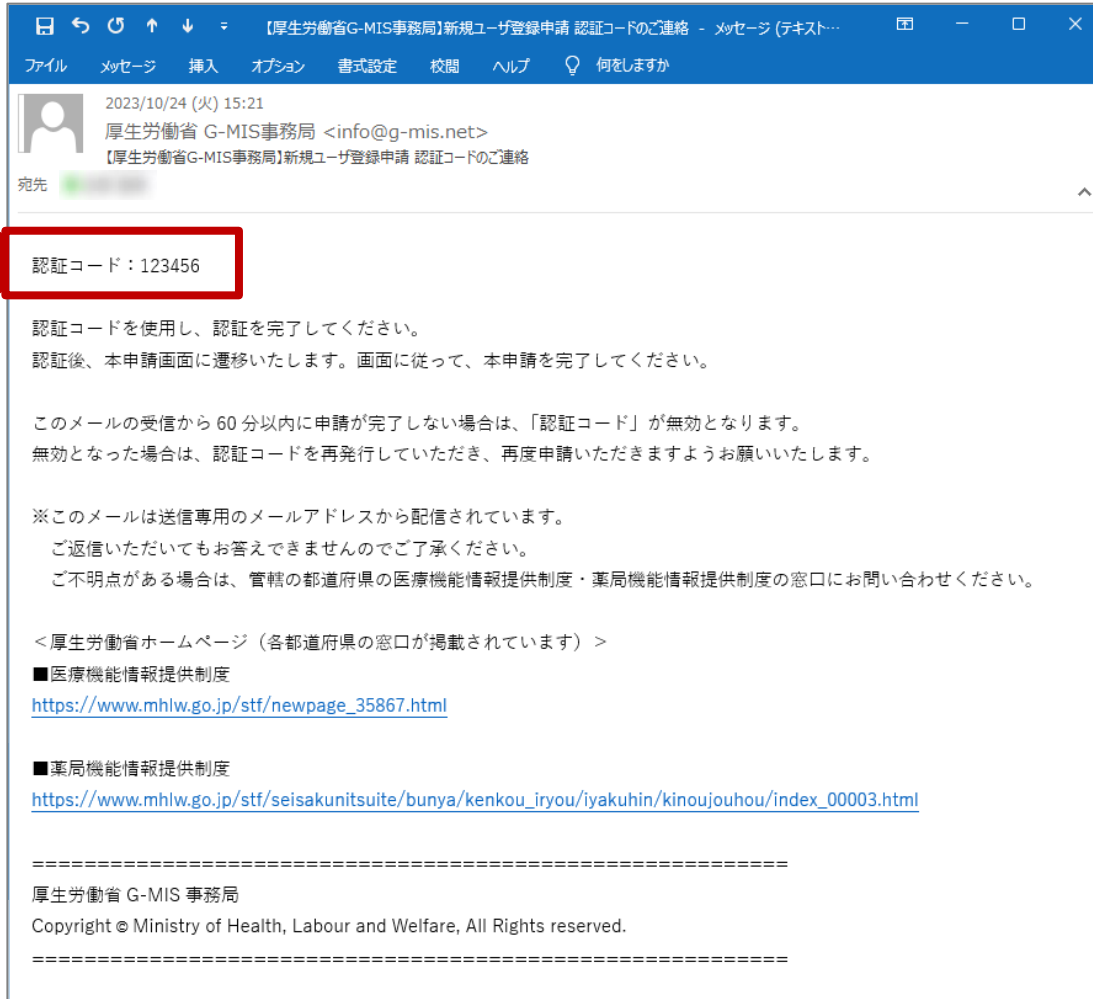 【厚生労働省G-MIS事務局】新規ユーザ登録申請 認証コードのご連絡 - メッセージ (テキスト…
ファイル メッセージ 挿入 オプション 書式設定 校閲 ヘルプ 何をしますか
2023/10/24 (火) 15:21
厚生労働省 G-MIS事務局 <info@g-mis.net>
【厚生労働省G-MIS事務局】新規ユーザ登録申請 認証コードのご連絡
宛先
認証コード：123456
認証コードを使用し、認証を完了してください。
認証後、本申請画面に遷移いたします。画面に従って、本申請を完了してください。
このメールの受信から 60 分以内に申請が完了しない場合は、「認証コード」が無効となります。
無効となった場合は、認証コードを再発行していただき、再度申請いただきますようお願いいたします。
※このメールは送信専用のメールアドレスから配信されています。
ご返信いただいてもお答えできませんのでご了承ください。
ご不明点がある場合は、管轄の都道府県の医療機能情報提供制度・薬局機能情報提供制度の窓口にお問い合わせください。
＜厚生労働省ホームページ（各都道府県の窓口が掲載されています）＞
■医療機能情報提供制度
https://www.mhlw.go.jp/stf/newpage_35867.html
■薬局機能情報提供制度
https://www.mhlw.go.jp/stf/seisakunitsuite/bunya/kenkou_iryou/iyakuhin/kinoujouhou/index_00003.html
==========================================================
厚生労働省 G-MIS 事務局
Copyright © Ministry of Health, Labour and Welfare, All Rights reserved.
==========================================================